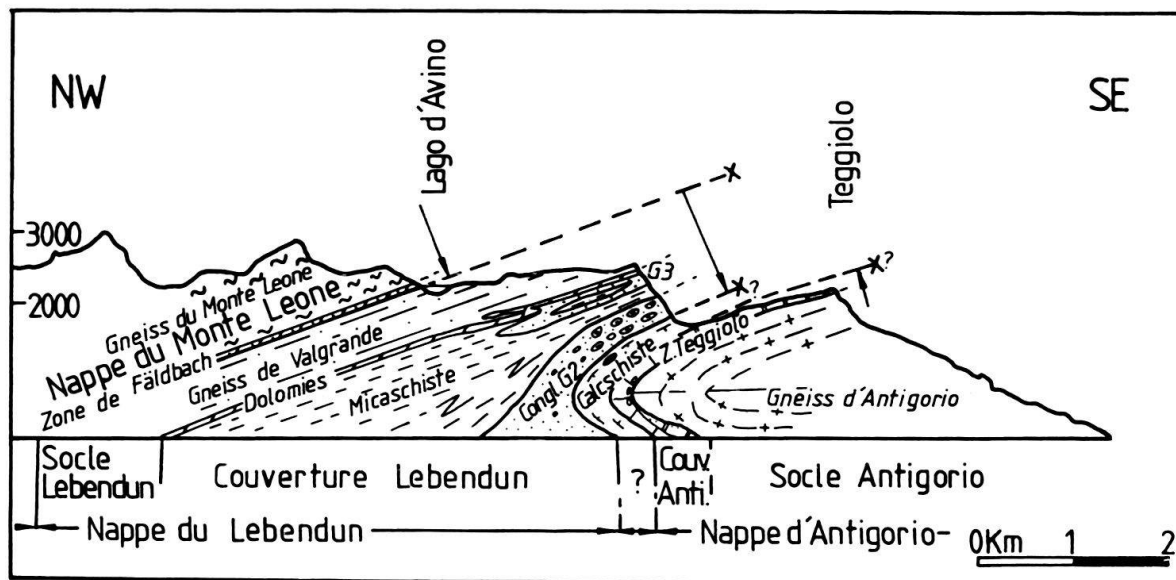 NW
SE
Lago d'Avino
Teggiolo
3000
2000
X
X?
X?
G3
Gneiss du Monte Leone
Nappe du Monte Leone
Zone de Fäldbach
Gneiss de Valgrande
Dolomies
Micaschiste
Congl. G2
Calcschiste
Z.Teggiolo
Gneiss d'Antigorio
Socle
Lebendun
Couverture Lebendun
?
Couv.
Anti.
Socle Antigorio
Nappe du Lebendun
Nappe d'Antigorio-
0Km 1 2